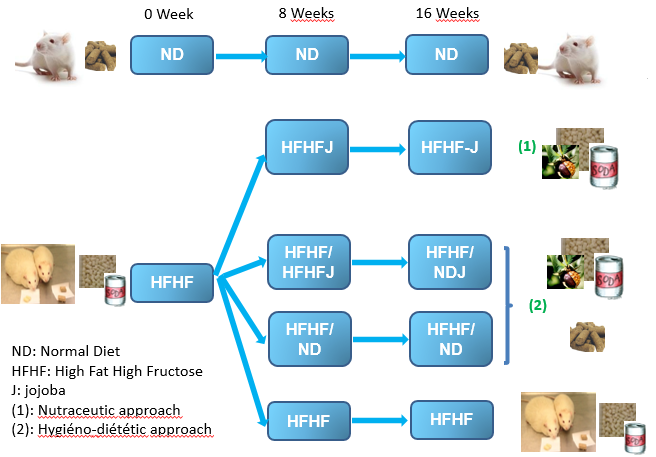 0 Week 8 Weeks 16 Weeks
ND ND ND
HFHFJ HFHF-J (1)
SODA
HFHF/ HFHF/
HFHFJ NDJ
SODA
HFHF
(2)
HFHF/ HFHF/
ND ND
ND: Normal Diet
HFHF: High Fat High Fructose
J: jojoba
(1): Nutraceutic approach
(2): Hygiéno-diététic approach
HFHF HFHF